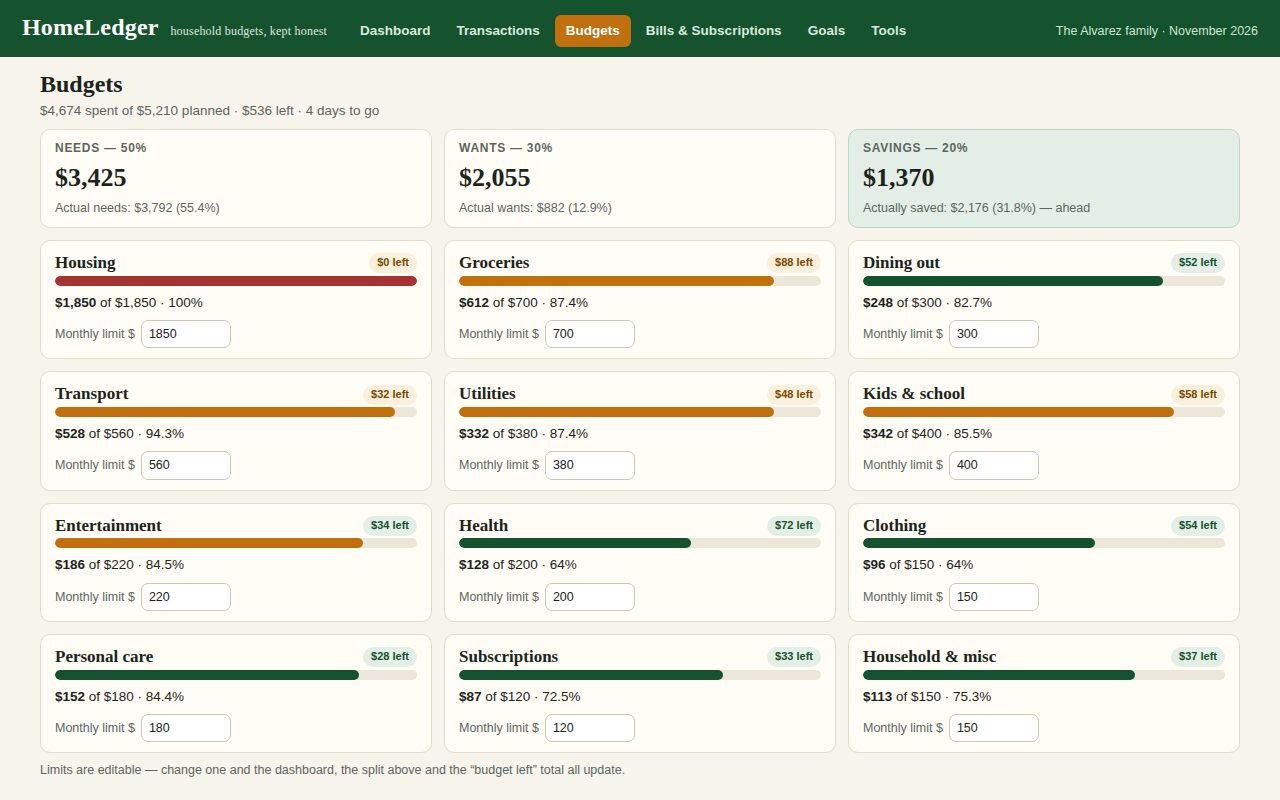 HomeLedger household budgets, kept honest Dashboard Transactions Budgets Bills & Subscriptions Goals Tools The Alvarez family · November 2026
Budgets
$4,674 spent of $5,210 planned · $536 left · 4 days to go
NEEDS — 50%
$3,425
Actual needs: $3,792 (55.4%)
WANTS — 30%
$2,055
Actual wants: $882 (12.9%)
SAVINGS — 20%
$1,370
Actually saved: $2,176 (31.8%) — ahead
Housing $0 left
$1,850 of $1,850 · 100%
Monthly limit $ 1850
Groceries $88 left
$612 of $700 · 87.4%
Monthly limit $ 700
Dining out $52 left
$248 of $300 · 82.7%
Monthly limit $ 300
Transport $32 left
$528 of $560 · 94.3%
Monthly limit $ 560
Utilities $48 left
$332 of $380 · 87.4%
Monthly limit $ 380
Kids & school $58 left
$342 of $400 · 85.5%
Monthly limit $ 400
Entertainment $34 left
$186 of $220 · 84.5%
Monthly limit $ 220
Health $72 left
$128 of $200 · 64%
Monthly limit $ 200
Clothing $54 left
$96 of $150 · 64%
Monthly limit $ 150
Personal care $28 left
$152 of $180 · 84.4%
Monthly limit $ 180
Subscriptions $33 left
$87 of $120 · 72.5%
Monthly limit $ 120
Household & misc $37 left
$113 of $150 · 75.3%
Monthly limit $ 150
Limits are editable — change one and the dashboard, the split above and the “budget left” total all update.